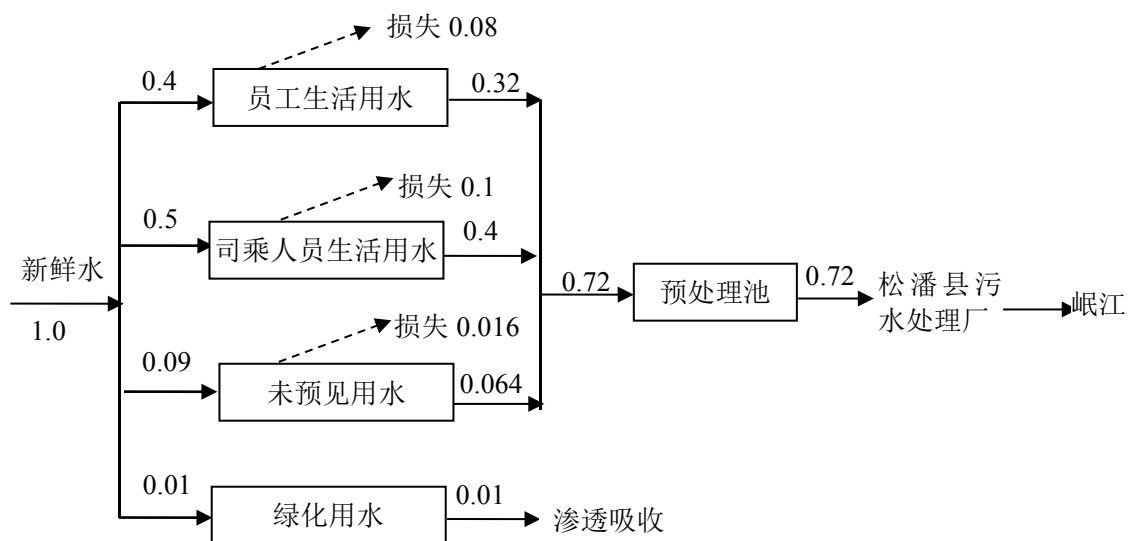 损失 0.08
0.4
员工生活用水
0.32
损失 0.1
0.5
司乘人员生活用水
0.4
新鲜水
1.0
0.72
预处理池
0.72
松潘县污
水处理厂
岷江
损失 0.016
0.09
未预见用水
0.064
0.01
绿化用水
0.01
渗透吸收